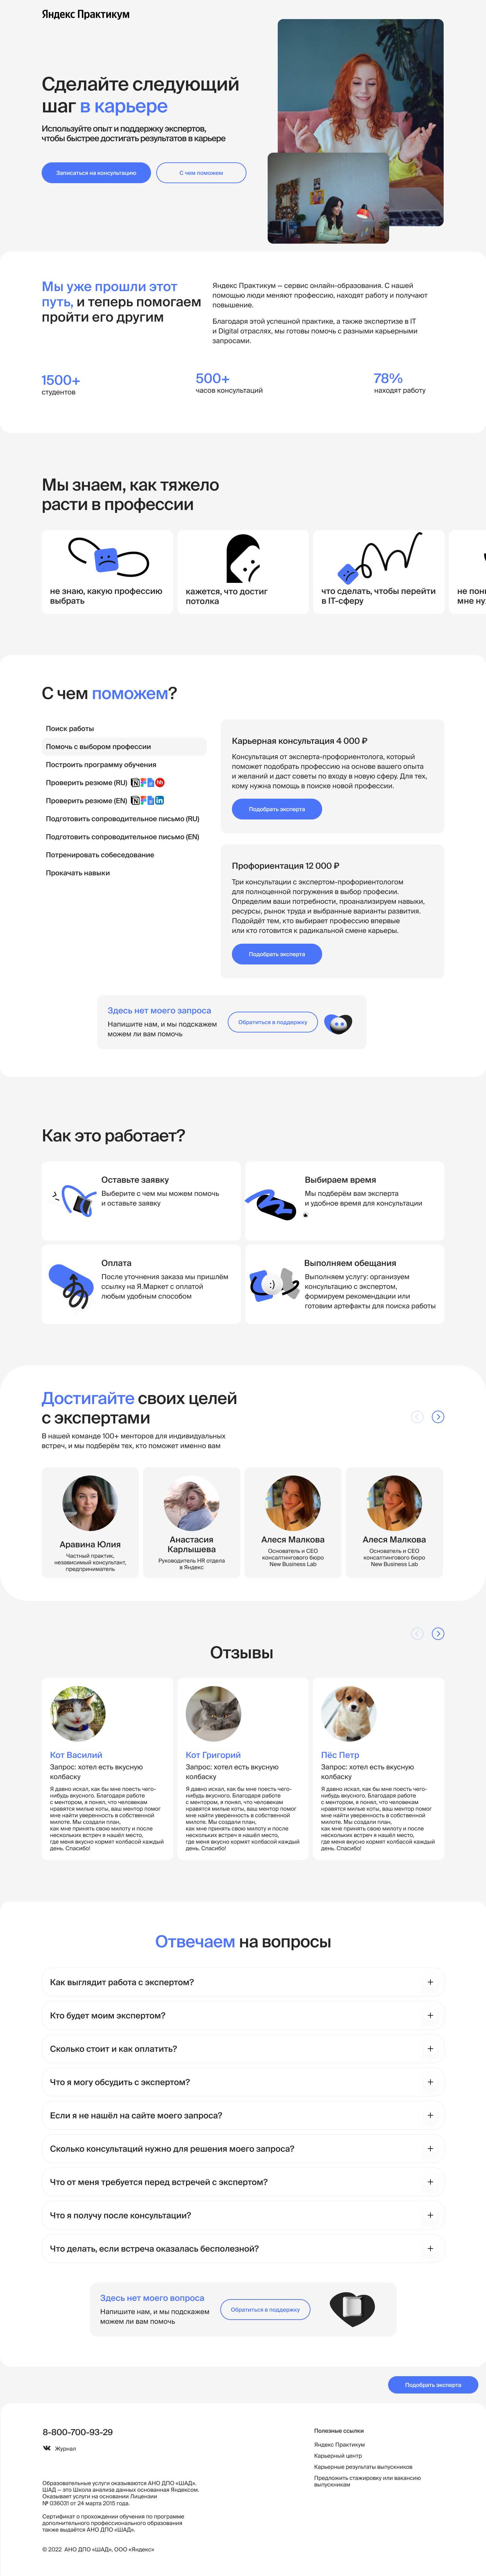 Яндекс Практикум
Сделайте следующий
шаг в карьере
Используйте опыт и поддержку экспертов,
чтобы быстрее достигать результатов в карьере
Записаться на консультацию
С чем поможем
Мы уже прошли этот
путь, и теперь помогаем
пройти его другим
Яндекс Практикум — сервис онлайн-образования. С нашей
помощью люди меняют профессию, находят работу и получают
повышение.
Благодаря этой успешной практике, а также экспертизе в IT
и Digital отраслях, мы готовы помочь с разными карьерными
запросами.
1500+
студентов
500+
часов консультаций
78%
находят работу
Мы знаем, как тяжело
расти в профессии
не знаю, какую профессию
выбрать
кажется, что достиг
потолка
что сделать, чтобы перейти
в IT-сферу
не пон
мне ну
С чем поможем?
Поиск работы
Помочь с выбором профессии
Построить программу обучения
Проверить резюме (RU)
hh
Проверить резюме (EN)
in
Подготовить сопроводительное письмо (RU)
Подготовить сопроводительное письмо (EN)
Потренировать собеседование
Прокачать навыки
Карьерная консультация 4 000 ₽
Консультация от эксперта-профориентолога, который
поможет подобрать профессию на основе вашего опыта
и желаний и даст советы по входу в новую сферу. Для тех,
кому нужна помощь в поиске новой профессии.
Подобрать эксперта
Профориентация 12 000 ₽
Три консультации с экспертом-профориентологом
для полноценной погружения в выбор професии.
Определим ваши потребности, проанализируем навыки,
ресурсы, рынок труда и выбранные варианты развития.
Подойдёт тем, кто выбирает профессию впервые
или кто готовится к радикальной смене карьеры.
Подобрать эксперта
Здесь нет моего запроса
Напишите нам, и мы подскажем
можем ли вам помочь
Обратиться в поддержку
Как это работает?
Оставьте заявку
Выберите с чем мы можем помочь
и оставьте заявку
Выбираем время
Мы подберём вам эксперта
и удобное время для консультации
Оплата
После уточнения заказа мы пришлём
ссылку на Я.Маркет с оплатой
любым удобным способом
Выполняем обещания
Выполняем услугу: организуем
консультацию с экспертом,
формируем рекомендации или
готовим артефакты для поиска работы
Достигайте своих целей
с экспертами
В нашей команде 100+ менторов для индивидуальных
встреч, и мы подберём тех, кто поможет именно вам
Аравина Юлия
Частный практик,
независимый консультант,
предприниматель
Анастасия
Карлышева
Руководитель HR отдела
в Яндекс
Алеса Малкова
Основатель и CEO
консалтингового бюро
New Business Lab
Алеса Малкова
Основатель и CEO
консалтингового бюро
New Business Lab
Отзывы
Кот Василий
Запрос: хотел есть вкусную
колбаску
Я давно искал, как бы мне поесть чего-
нибудь вкусного. Благодаря работе
с ментором, я понял, что человекам
нравятся милые коты, ваш ментор помог
мне найти уверенность в собственной
милоте. Мы создали план,
как мне принять свою милоту и после
нескольких встреч я нашёл место,
где меня вкусно кормят колбасой каждый
день. Спасибо!
Кот Григорий
Запрос: хотел есть вкусную
колбаску
Я давно искал, как бы мне поесть чего-
нибудь вкусного. Благодаря работе
с ментором, я понял, что человекам
нравятся милые коты, ваш ментор помог
мне найти уверенность в собственной
милоте. Мы создали план,
как мне принять свою милоту и после
нескольких встреч я нашёл место,
где меня вкусно кормят колбасой каждый
день. Спасибо!
Пёс Петр
Запрос: хотел есть вкусную
колбаску
Я давно искал, как бы мне поесть чего-
нибудь вкусного. Благодаря работе
с ментором, я понял, что человекам
нравятся милые коты, ваш ментор помог
мне найти уверенность в собственной
милоте. Мы создали план,
как мне принять свою милоту и после
нескольких встреч я нашёл место,
где меня вкусно кормят колбасой каждый
день. Спасибо!
Отвечаем на вопросы
Как выглядит работа с экспертом?
Кто будет моим экспертом?
Сколько стоит и как оплатить?
Что я могу обсудить с экспертом?
Если я не нашёл на сайте моего запроса?
Сколько консультаций нужно для решения моего запроса?
Что от меня требуется перед встречей с экспертом?
Что я получу после консультации?
Что делать, если встреча оказалась бесполезной?
Здесь нет моего вопроса
Напишите нам, и мы подскажем
можем ли вам помочь
Обратиться в поддержку
Подобрать эксперта
8-800-700-93-29
Журнал
Полезные ссылки
Яндекс Практикум
Карьерный центр
Карьерные результаты выпускников
Предложить стажировку или вакансию
выпускникам
Образовательные услуги оказываются АНО ДПО «ШАД».
ШАД — это Школа анализа данных основанная Яндексом.
Оказывает услуги на основании Лицензии
№ 036031 от 24 марта 2015 года.
Сертификат о прохождении обучения по программе
дополнительного профессионального образования
также выдаётся АНО ДПО «ШАД».
© 2022 АНО ДПО «ШАД», ООО «Яндекс»